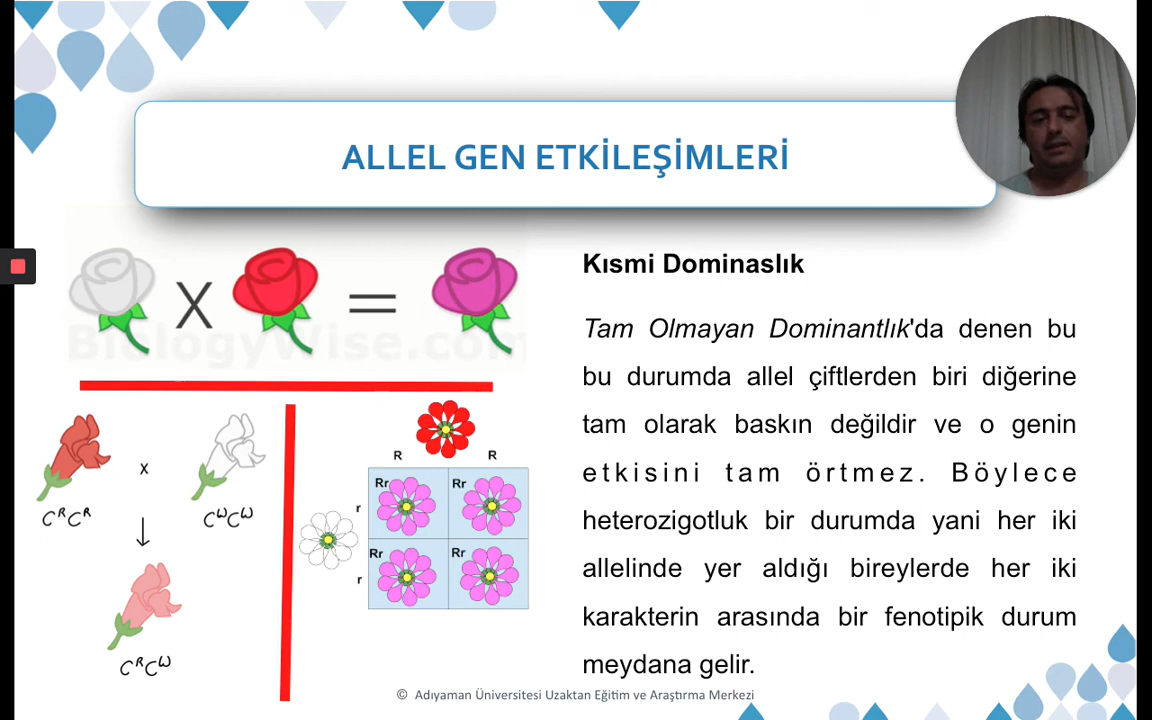 ALLEL GEN ETKİLEŞİMLERİ
X
=
BiologyWise.com
x
CᴿCᴿ
CᵂCᵂ
CᴿCᵂ
R R
r
Rr Rr
r
Rr Rr
Kısmi Dominaslık
Tam Olmayan Dominantlık'da denen bu
bu durumda allel çiftlerden biri diğerine
tam olarak baskın değildir ve o genin
etkisini tam örtmez. Böylece
heterozigotluk bir durumda yani her iki
allelinde yer aldığı bireylerde her iki
karakterin arasında bir fenotipik durum
meydana gelir.
© Adıyaman Üniversitesi Uzaktan Eğitim ve Araştırma Merkezi